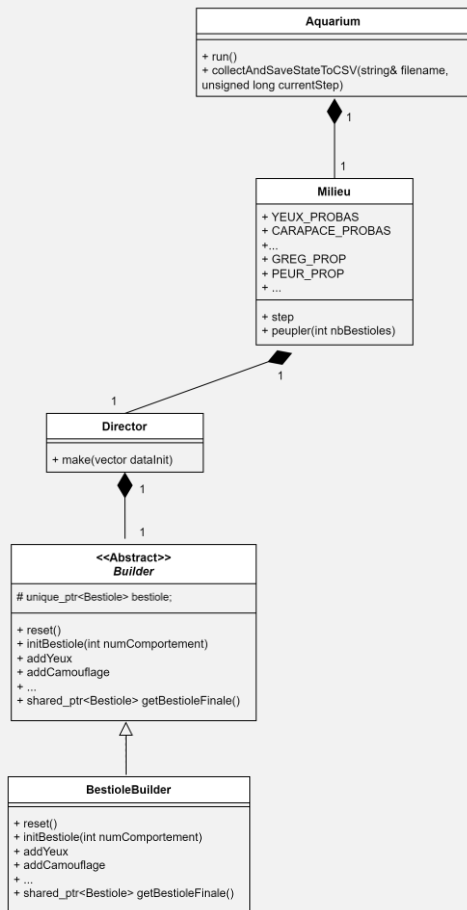 Aquarium
+ run()
+ collectAndSaveStateToCSV(string& filename,
unsigned long currentStep)
1
1
Milieu
+ YEUX_PROBAS
+ CARAPACE_PROBAS
+...
+ GREG_PROP
+ PEUR_PROP
+ ...
+ step
+ peupler(int nbBestioles)
1
1
Director
+ make(vector dataInit)
1
1
<<Abstract>>
Builder
# unique_ptr<Bestiole> bestiole;
+ reset()
+ initBestiole(int numComportement)
+ addYeux
+ addCamouflage
+ ...
+ shared_ptr<Bestiole> getBestioleFinale()
BestioleBuilder
+ reset()
+ initBestiole(int numComportement)
+ addYeux
+ addCamouflage
+ ...
+ shared_ptr<Bestiole> getBestioleFinale()